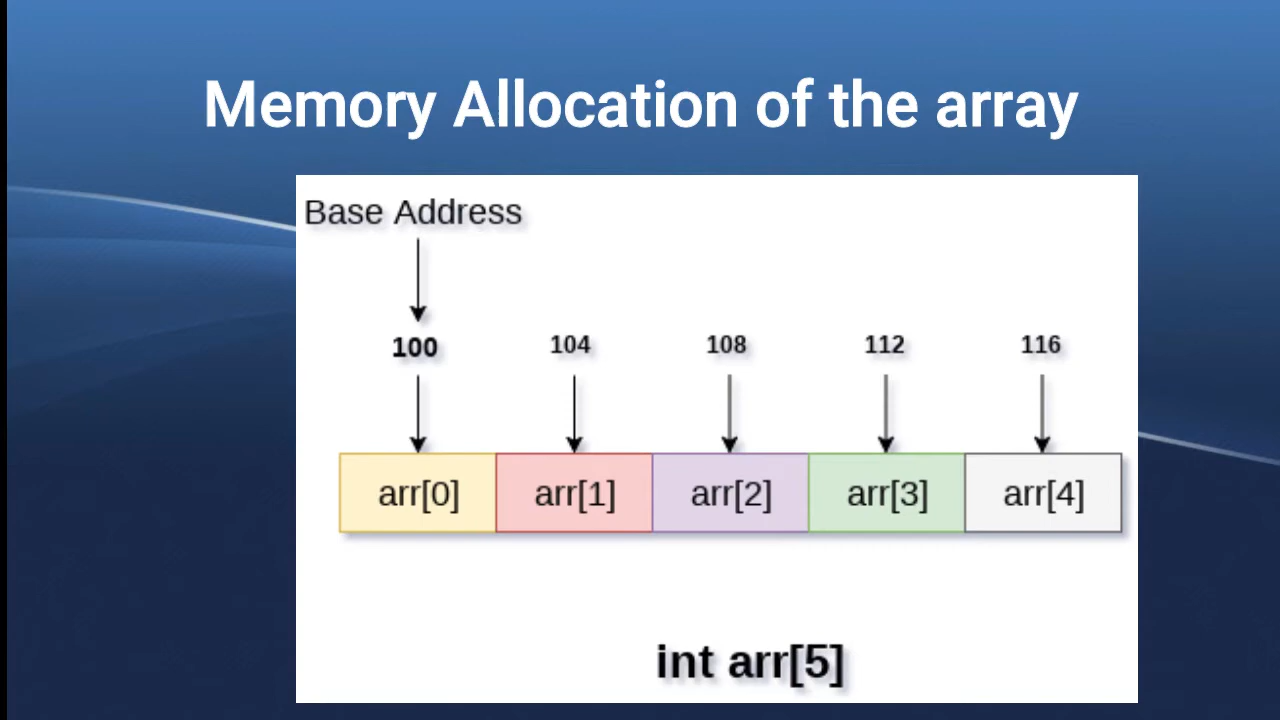 Memory Allocation of the array
Base Address
100 104 108 112 116
arr[0] arr[1] arr[2] arr[3] arr[4]
int arr[5]